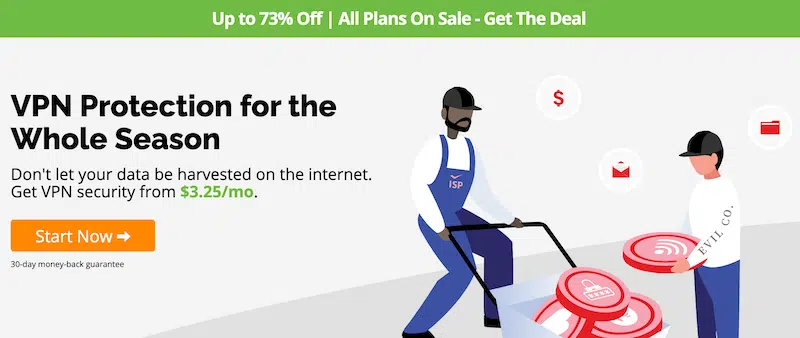 Up to 73% Off | All Plans On Sale - Get The Deal
VPN Protection for the
Whole Season
Don't let your data be harvested on the internet.
Get VPN security from $3.25/mo.
Start Now ➡
30-day money-back guarantee
$
ISP
EVIL CO.